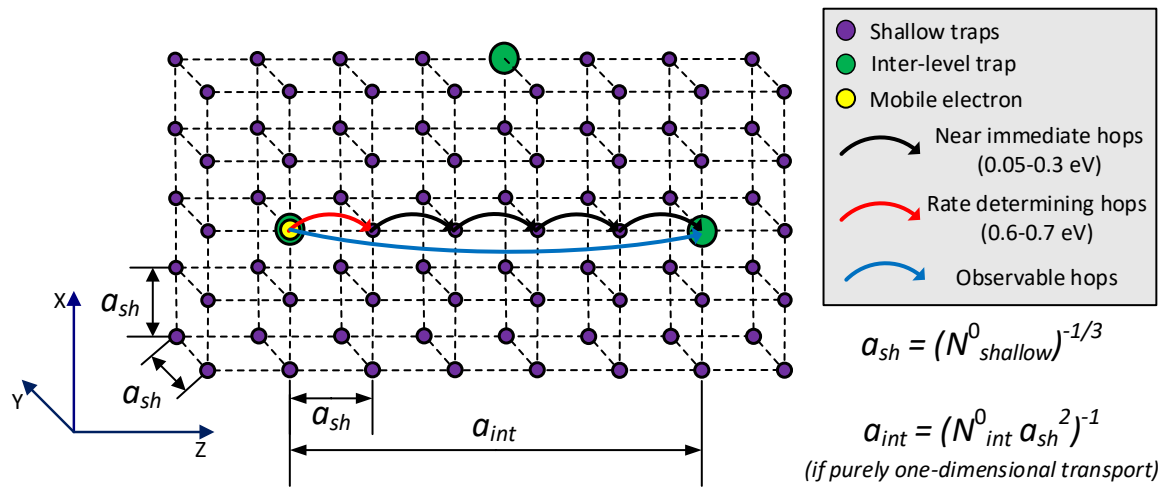 Shallow traps
Inter-level trap
Mobile electron
Near immediate hops
(0.05-0.3 eV)
Rate determining hops
(0.6-0.7 eV)
Observable hops
X
Y
Z
a_sh
a_sh
a_sh
a_int
a_sh = (N^0_shallow)^-1/3
a_int = (N^0_int a_sh^2)^-1
(if purely one-dimensional transport)